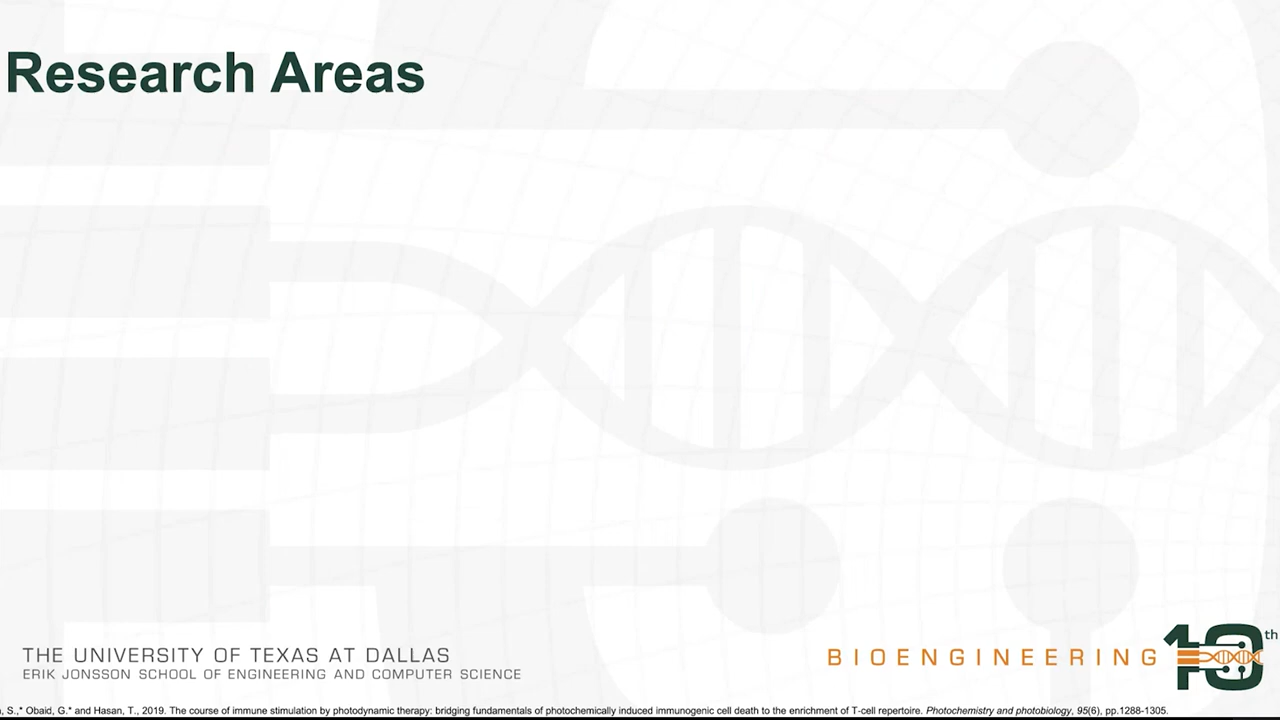 Research Areas
THE UNIVERSITY OF TEXAS AT DALLAS
ERIK JONSSON SCHOOL OF ENGINEERING AND COMPUTER SCIENCE
BIOENGINEERING 10th
S.,* Obaid, G.* and Hasan, T., 2019. The course of immune stimulation by photodynamic therapy: bridging fundamentals of photochemically induced immunogenic cell death to the enrichment of T-cell repertoire. Photochemistry and photobiology, 95(6), pp.1288-1305.